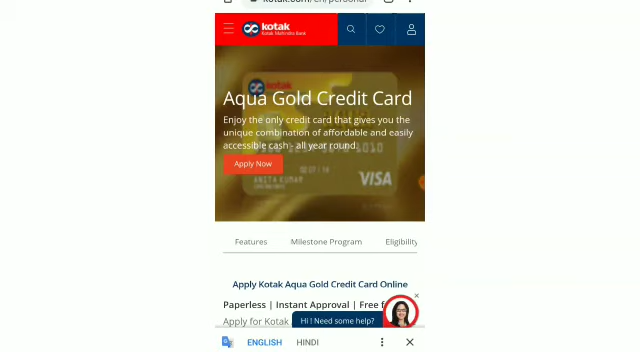 kotak.com/en/personal
kotak
Kotak Mahindra Bank
Aqua Gold Credit Card
Enjoy the only credit card that gives you the
unique combination of affordable and easily
accessible cash - all year round.
Apply Now
VISA
Features Milestone Program Eligibility
Apply Kotak Aqua Gold Credit Card Online
Paperless | Instant Approval | Free f
Apply for Kotak
Hi ! Need some help?
ENGLISH HINDI